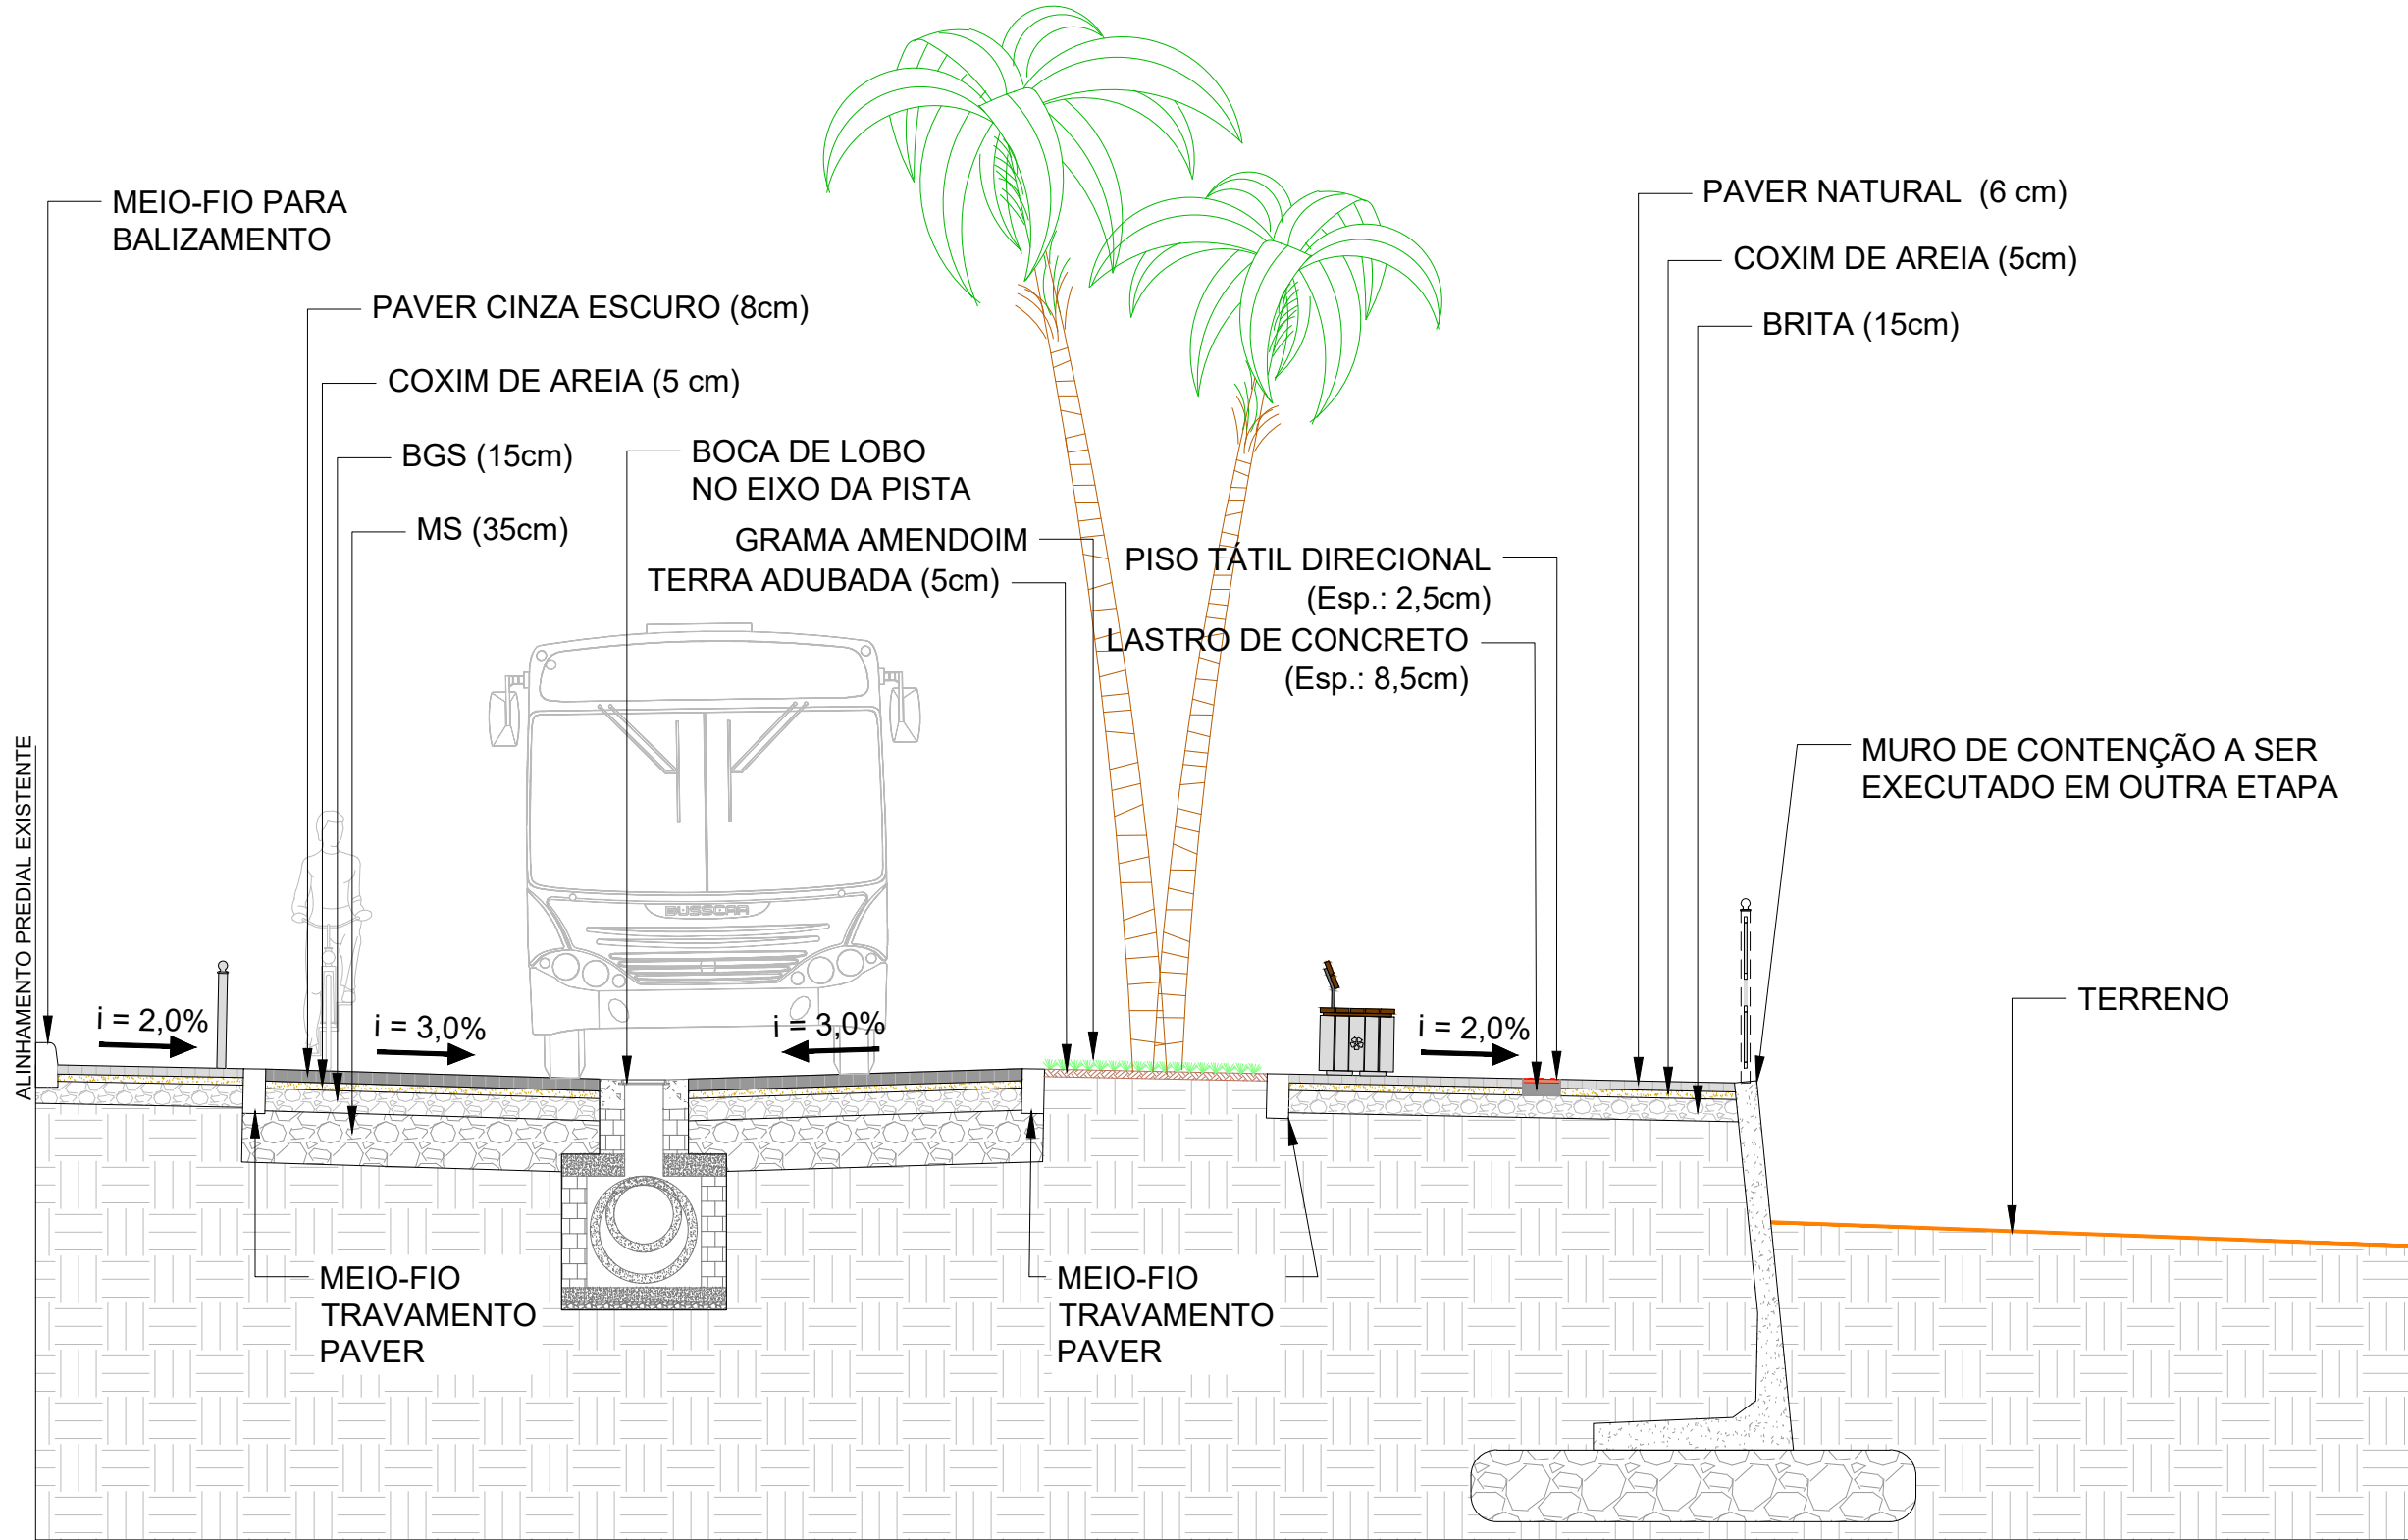 MEIO-FIO PARA
BALIZAMENTO
PAVER CINZA ESCURO (8cm)
COXIM DE AREIA (5 cm)
BGS (15cm)
MS (35cm)
BOCA DE LOBO
NO EIXO DA PISTA
GRAMA AMENDOIM
TERRA ADUBADA (5cm)
PISO TÁTIL DIRECIONAL
(Esp.: 2,5cm)
LASTRO DE CONCRETO
(Esp.: 8,5cm)
PAVER NATURAL (6 cm)
COXIM DE AREIA (5cm)
BRITA (15cm)
MURO DE CONTENÇÃO A SER
EXECUTADO EM OUTRA ETAPA
TERRENO
ALINHAMENTO PREDIAL EXISTENTE
BUSSCAR
i = 2,0%
i = 3,0%
i = 3,0%
i = 2,0%
MEIO-FIO
TRAVAMENTO
PAVER
MEIO-FIO
TRAVAMENTO
PAVER